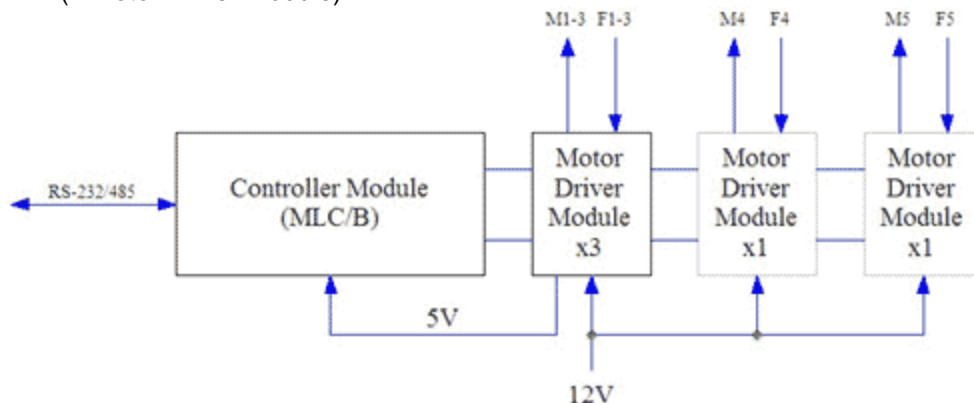 M1-3 F1-3 M4 F4 M5 F5
RS-232/485
Controller Module
(MLC/B)
Motor
Driver
Module
x3
Motor
Driver
Module
x1
Motor
Driver
Module
x1
5V
12V